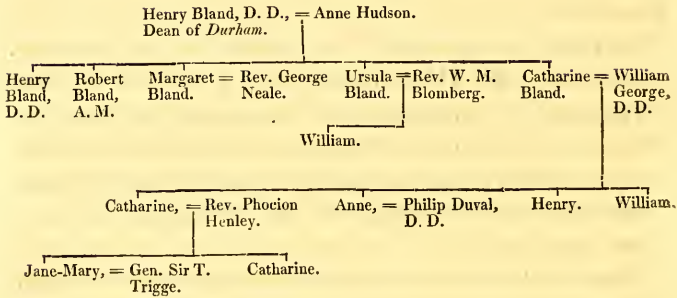 Henry Bland, D. D., = Anne Hudson.
Dean of Durham.
Henry Bland, D. D.
Robert Bland, A. M.
Margaret Bland. = Rev. George Neale.
Ursula Bland. = Rev. W. M. Blomberg.
Catharine Bland. = William George, D. D.
William.
Catharine, = Rev. Phocion Henley.
Anne, = Philip Duval, D. D.
Henry.
William.
Jane-Mary, = Gen. Sir T. Trigge.
Catharine.